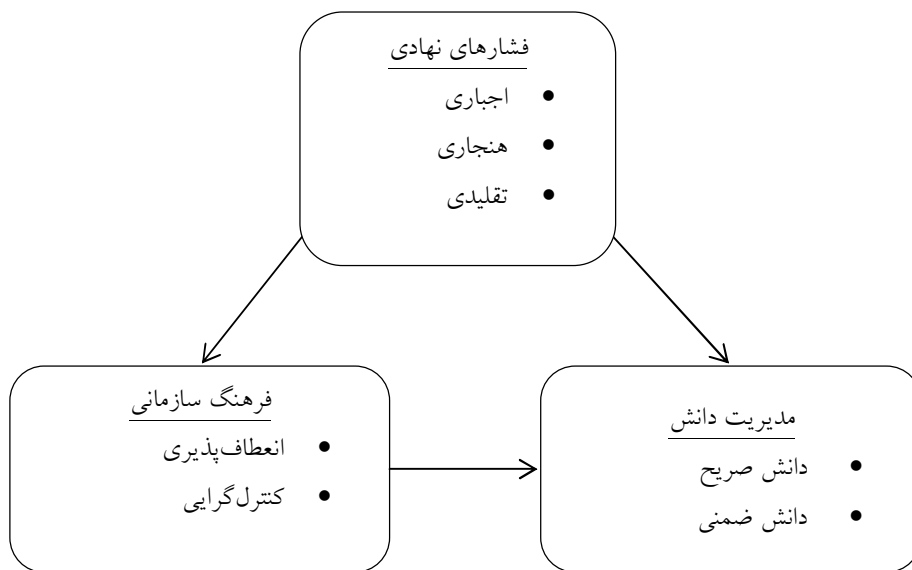 فشارهای نهادی
• اجباری
• هنجاری
• تقلیدی
فرهنگ سازمانی
• انعطاف‌پذیری
• کنترل‌گرایی
مدیریت دانش
• دانش صریح
• دانش ضمنی